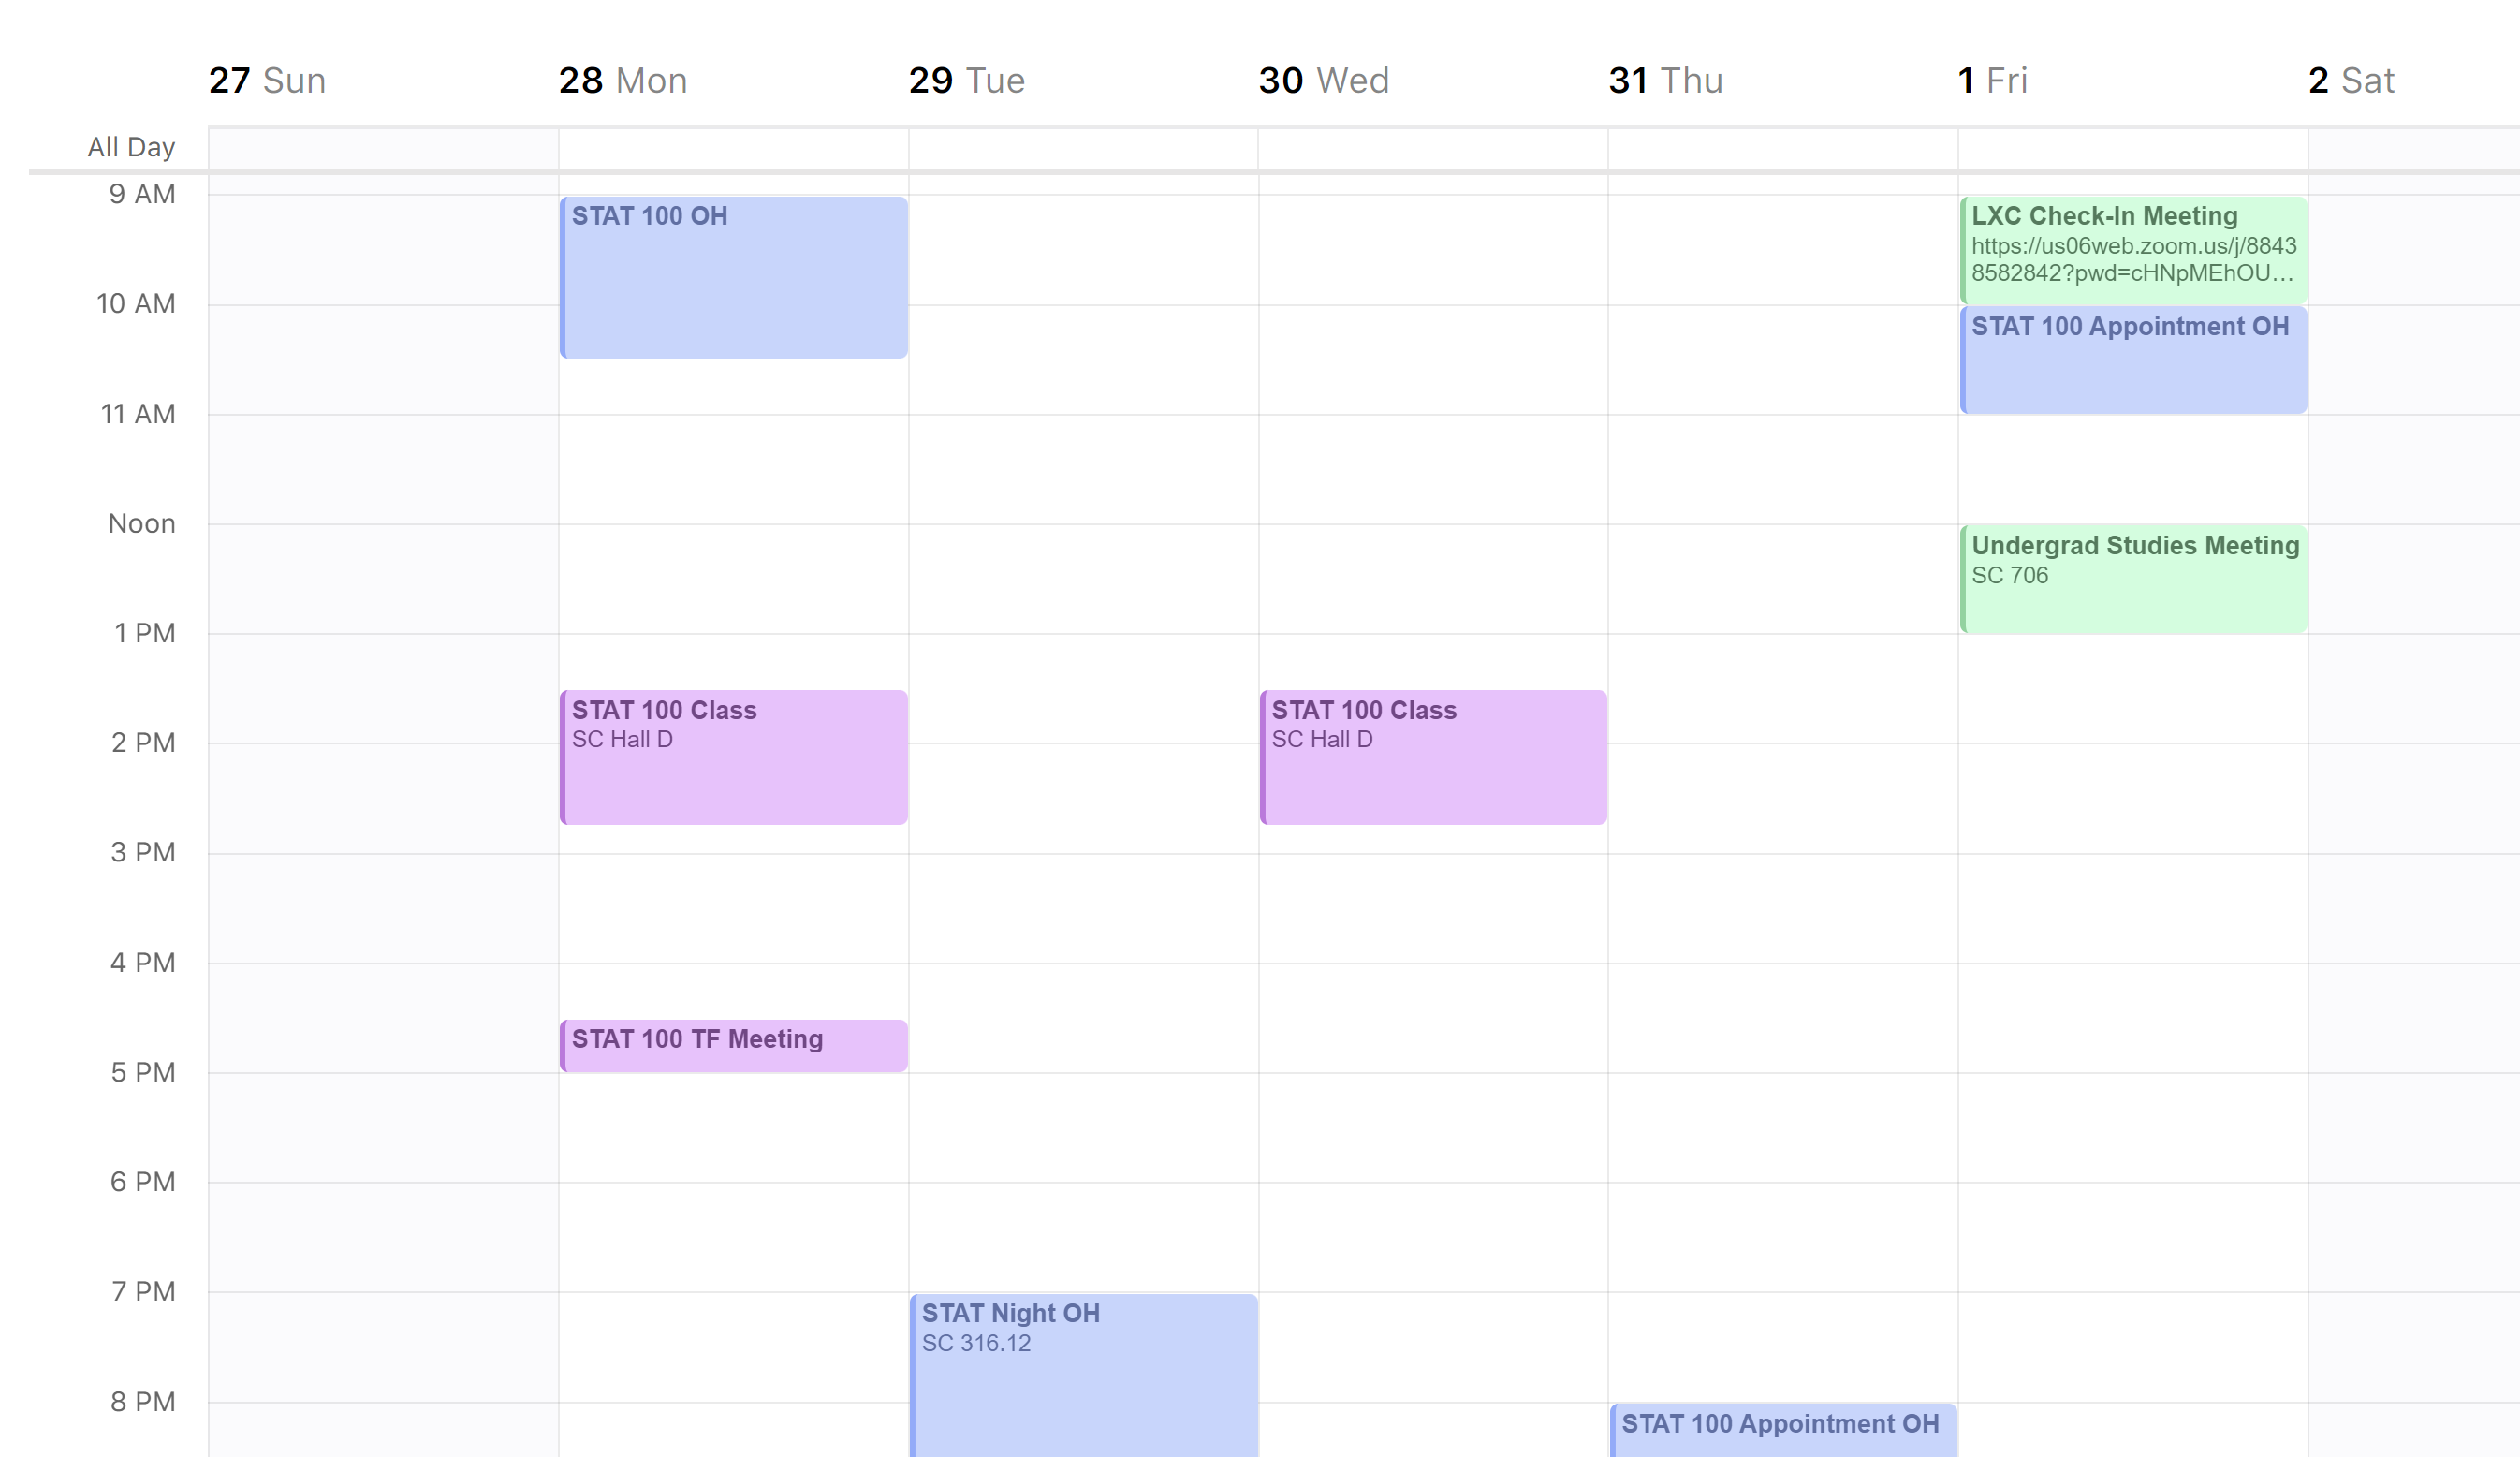 27 Sun
28 Mon
29 Tue
30 Wed
31 Thu
1 Fri
2 Sat
All Day
9 AM
10 AM
11 AM
Noon
1 PM
2 PM
3 PM
4 PM
5 PM
6 PM
7 PM
8 PM
STAT 100 OH
STAT 100 Class
SC Hall D
STAT 100 TF Meeting
STAT Night OH
SC 316.12
STAT 100 Class
SC Hall D
STAT 100 Appointment OH
LXC Check-In Meeting
https://us06web.zoom.us/j/8843
8582842?pwd=cHNpMEhOU...
STAT 100 Appointment OH
Undergrad Studies Meeting
SC 706